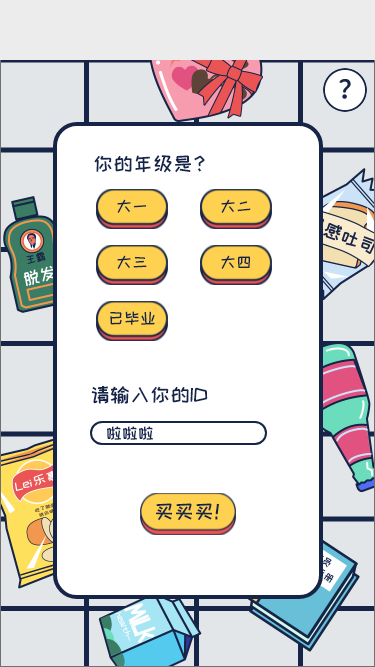 ?
你的年级是?
大一
大二
大三
大四
已毕业
请输入你的ID
啦啦啦
买买买!
王霸
脱发
感吐司
Lei乐
MILK